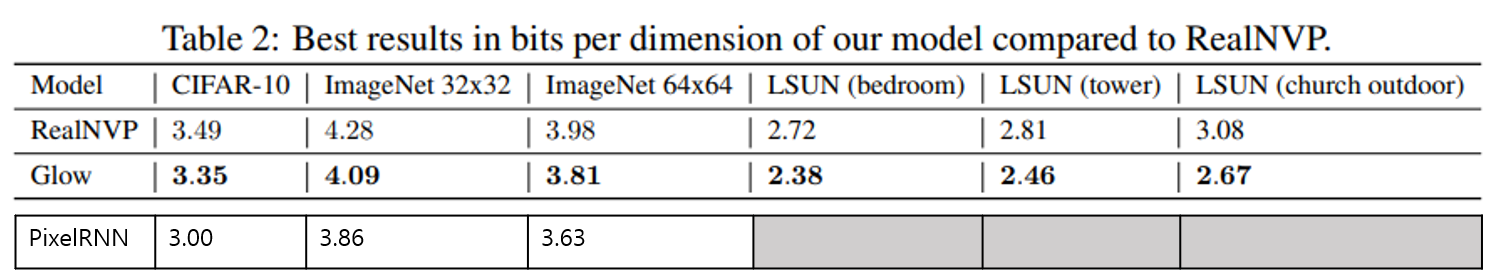 Table 2: Best results in bits per dimension of our model compared to RealNVP.
Model | CIFAR-10 | ImageNet 32x32 | ImageNet 64x64 | LSUN (bedroom) | LSUN (tower) | LSUN (church outdoor)
RealNVP | 3.49 | 4.28 | 3.98 | 2.72 | 2.81 | 3.08
Glow | 3.35 | 4.09 | 3.81 | 2.38 | 2.46 | 2.67
PixelRNN 3.00 3.86 3.63